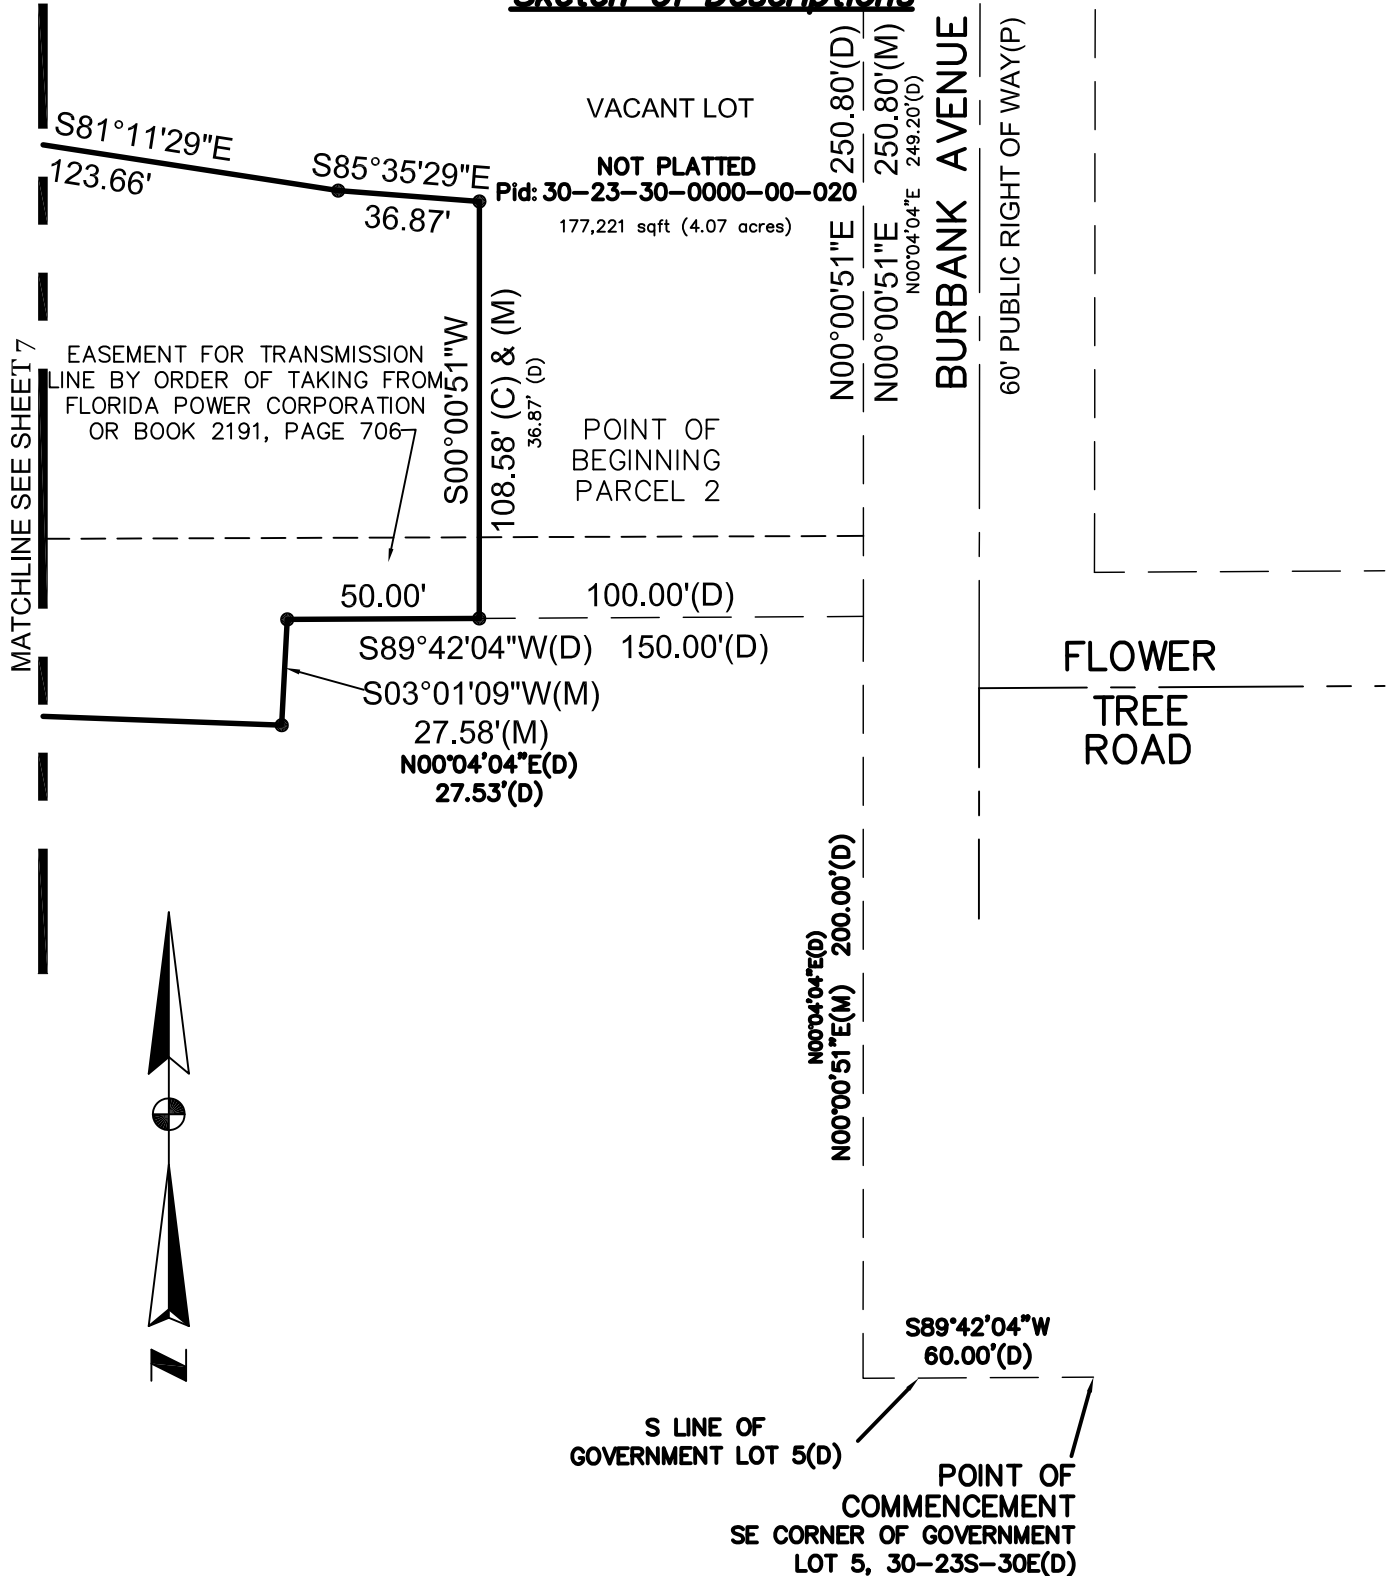 Sketch of Descriptions
S81°11'29"E
123.66'
S85°35'29"E
36.87'
VACANT LOT
NOT PLATTED
Pid: 30-23-30-0000-00-020
177,221 sqft (4.07 acres)
N00°00'51"E 250.80'(D)
N00°00'51"E 250.80'(M)
N00°04'04"E 249.20'(D)
BURBANK AVENUE
60' PUBLIC RIGHT OF WAY(P)
MATCHLINE SEE SHEET 7
EASEMENT FOR TRANSMISSION
LINE BY ORDER OF TAKING FROM
FLORIDA POWER CORPORATION
OR BOOK 2191, PAGE 706
S00°00'51"W
108.58' (C) & (M)
36.87' (D)
POINT OF
BEGINNING
PARCEL 2
50.00'
100.00'(D)
S89°42'04"W(D) 150.00'(D)
S03°01'09"W(M)
27.58'(M)
N00°04'04"E(D)
27.53'(D)
FLOWER
TREE
ROAD
N00°04'04"E(D)
N00°00'51"E(M) 200.00'(D)
N
S89°42'04"W
60.00'(D)
S LINE OF
GOVERNMENT LOT 5(D)
POINT OF
COMMENCEMENT
SE CORNER OF GOVERNMENT
LOT 5, 30-23S-30E(D)